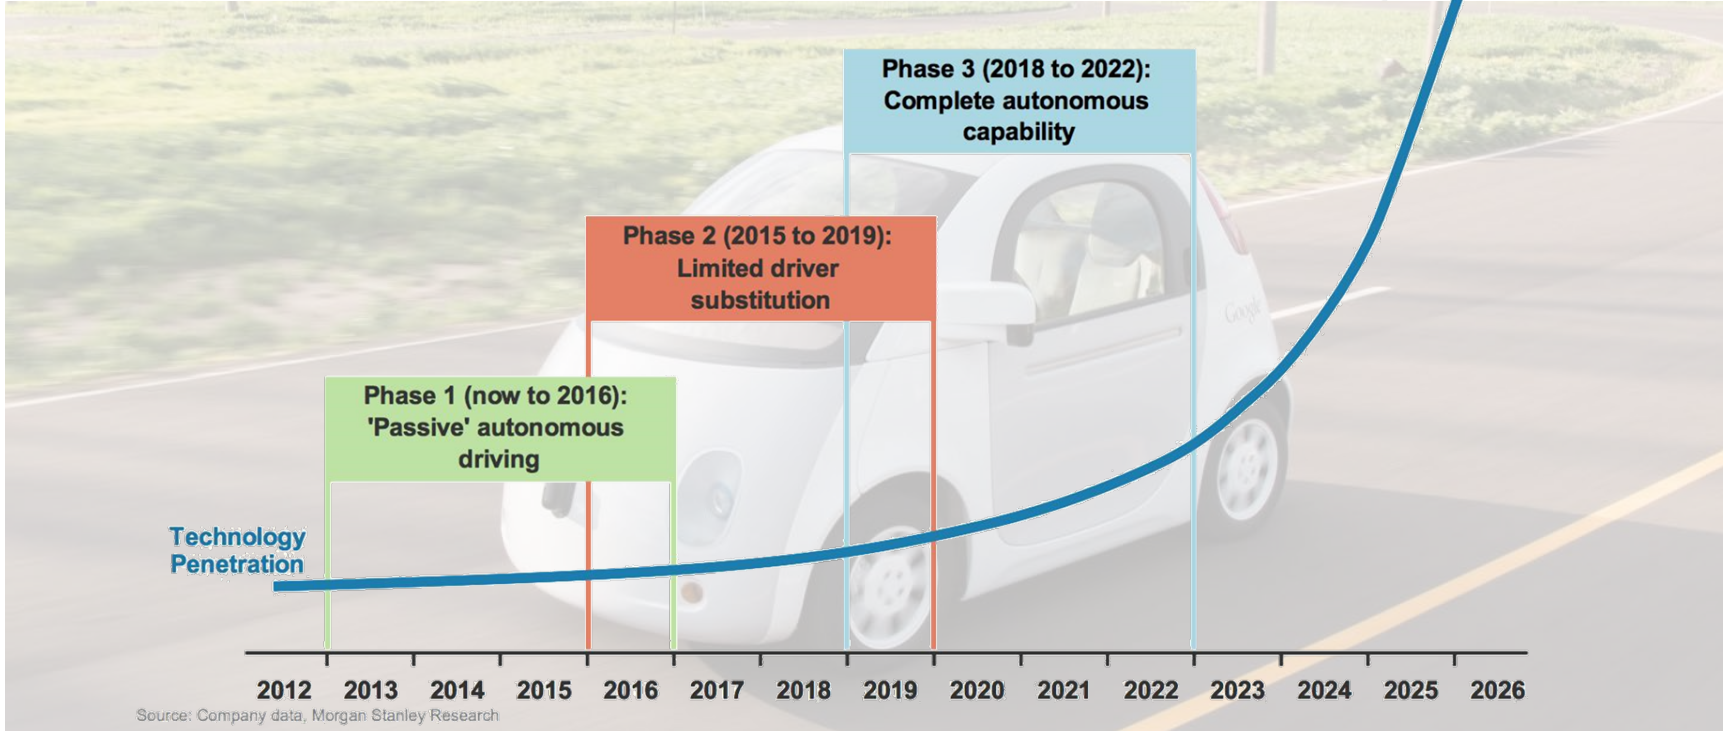 Phase 3 (2018 to 2022):
Complete autonomous
capability
Phase 2 (2015 to 2019):
Limited driver
substitution
Phase 1 (now to 2016):
'Passive' autonomous
driving
Google
Technology
Penetration
2012 2013 2014 2015 2016 2017 2018 2019 2020 2021 2022 2023 2024 2025 2026
Source: Company data, Morgan Stanley Research